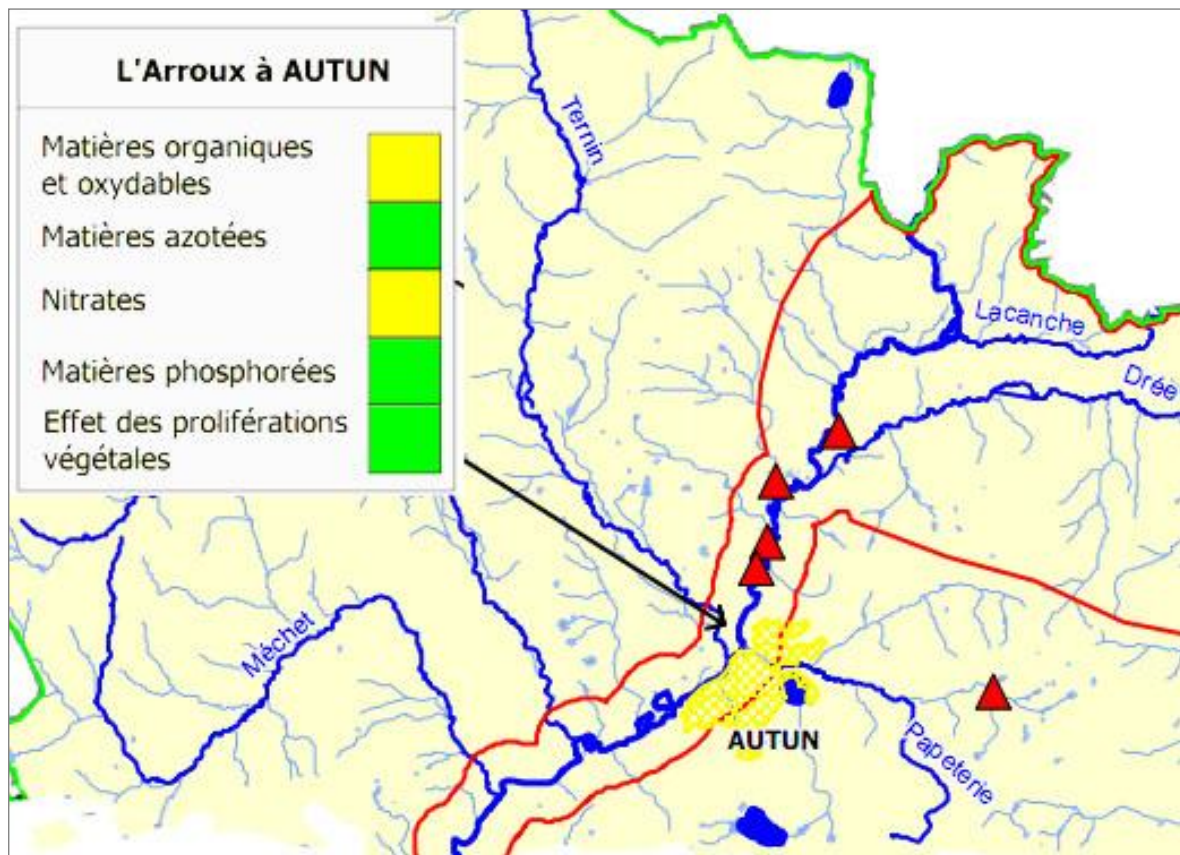 L'Arroux à AUTUN
Matières organiques
et oxydables
Matières azotées
Nitrates
Matières phosphorées
Effet des proliférations
végétales
Ternin
Lacanche
Drée
Méchet
AUTUN
Papeterie